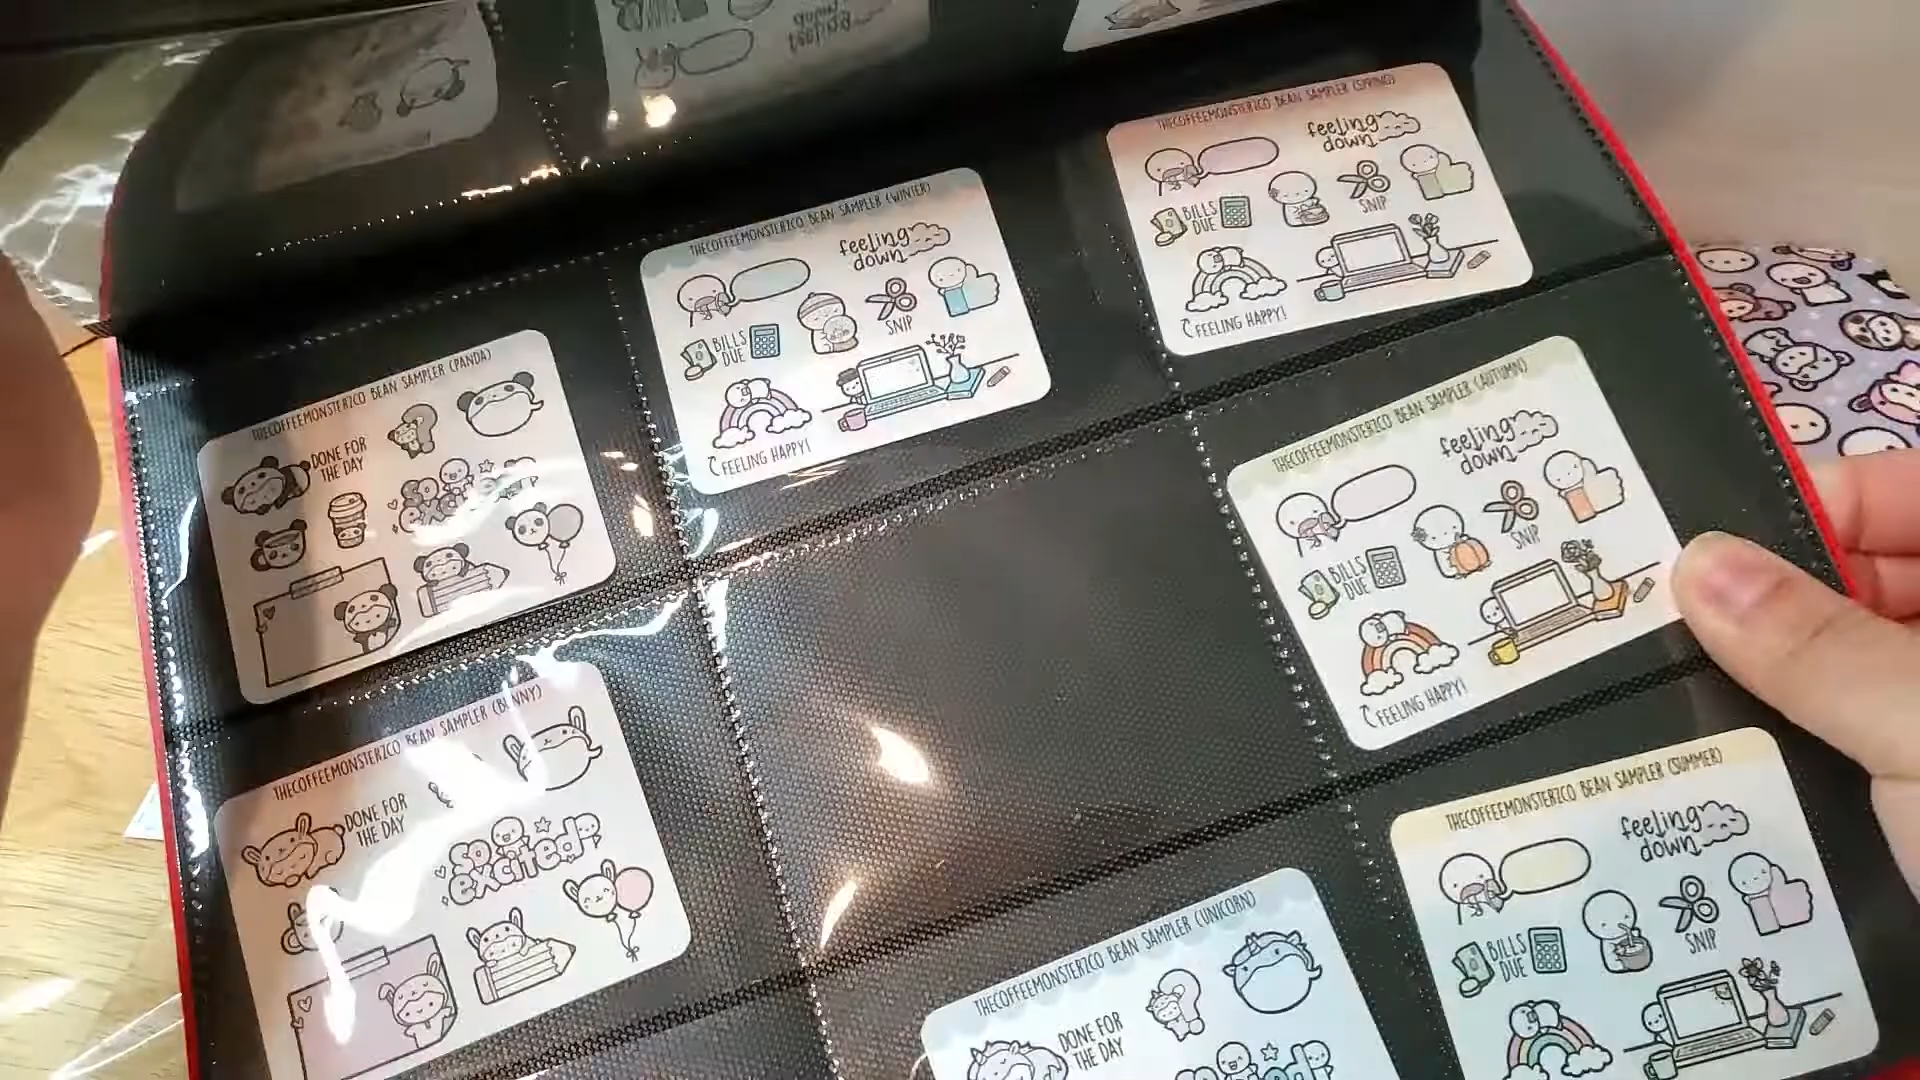 feeling
THECOFFEEMONSTERZCO BEAN SAMPLER (PANDA)
DONE FOR
THE DAY
so
THECOFFEEMONSTERZCO BEAN SAMPLER (WINTER)
feeling
down
BILLS
DUE
SNIP
FEELING HAPPY!
THECOFFEEMONSTERZCO BEAN SAMPLER (SPRING)
feeling
down
BILLS
DUE
SNIP
FEELING HAPPY!
THECOFFEEMONSTERZCO BEAN SAMPLER (BUNNY)
DONE FOR
THE DAY
so
excited
THECOFFEEMONSTERZCO BEAN SAMPLER (AUTUMN)
feeling
down
BILLS
DUE
SNIP
FEELING HAPPY!
THECOFFEEMONSTERZCO BEAN SAMPLER (UNICORN)
DONE FOR
THE DAY
THECOFFEEMONSTERZCO BEAN SAMPLER (SUMMER)
feeling
down
BILLS
DUE
SNIP